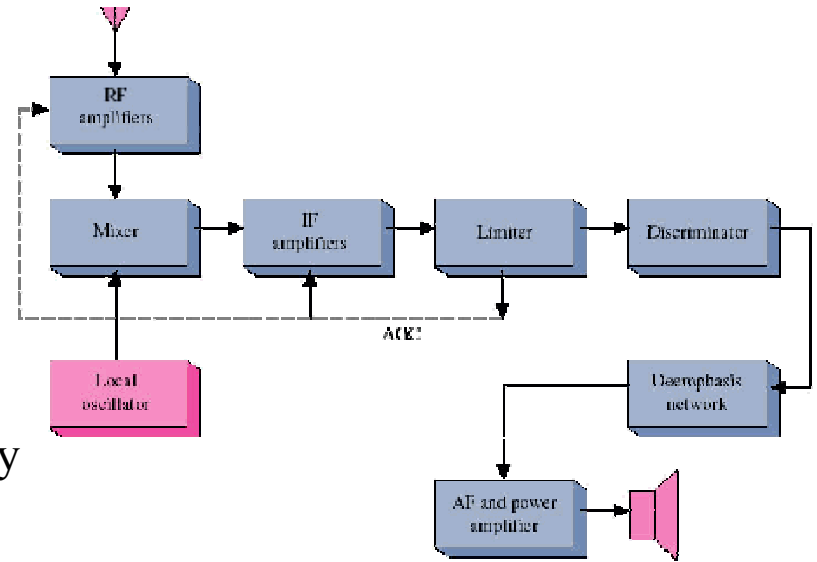 RF
amplifiers
Mixer
IF
amplifiers
Limiter
Discriminator
Local
oscillator
network
y
AF and power
amplifier